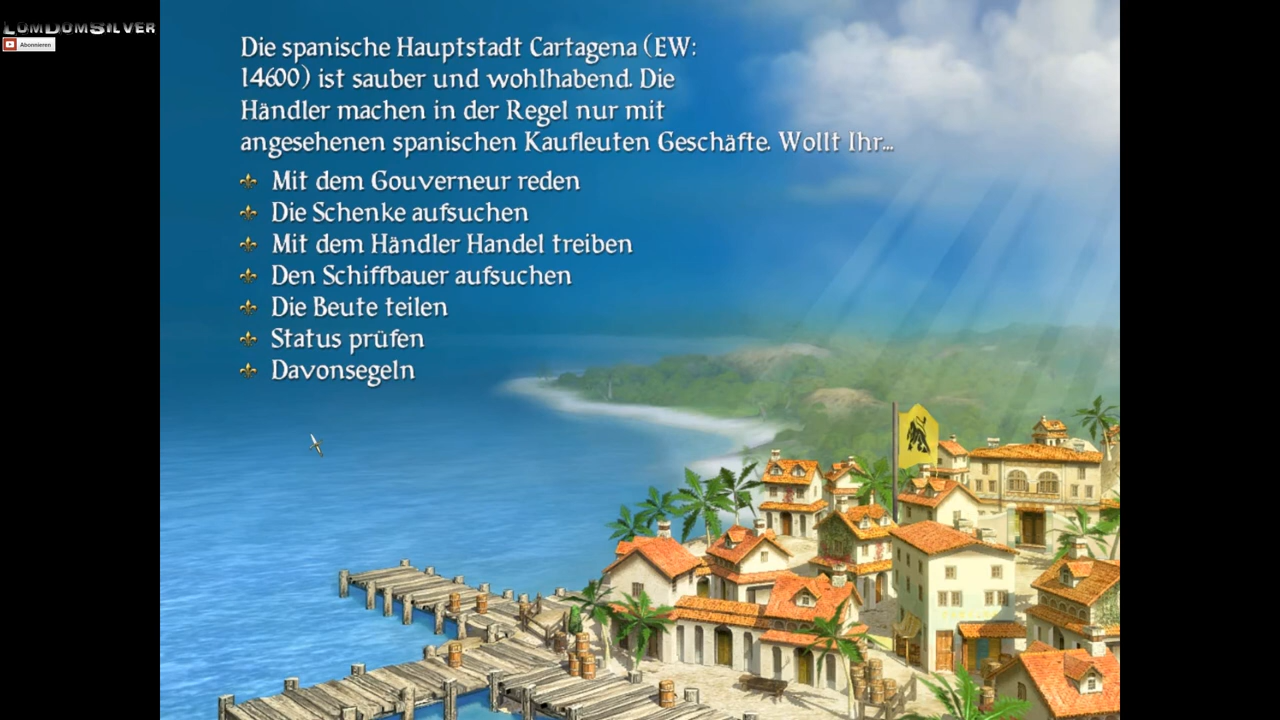 LOMDOMSILVER
Abonnieren
Die spanische Hauptstadt Cartagena (EW:
14600) ist sauber und wohlhabend. Die
Händler machen in der Regel nur mit
angesehenen spanischen Kaufleuten Geschäfte. Wollt Ihr...
Mit dem Gouverneur reden
Die Schenke aufsuchen
Mit dem Händler Handel treiben
Den Schiffbauer aufsuchen
Die Beute teilen
Status prüfen
Davonsegeln